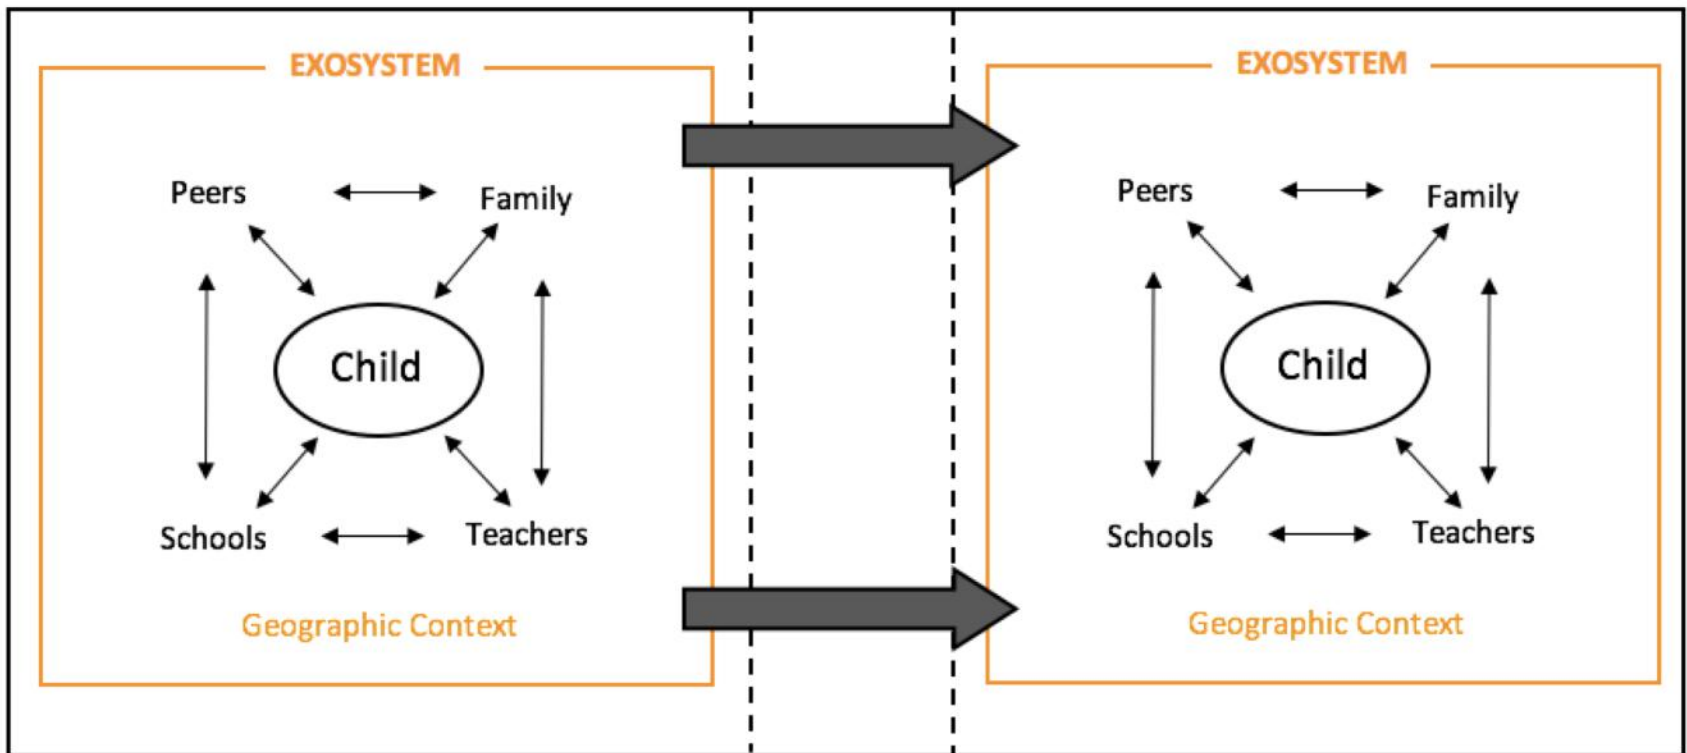 EXOSYSTEM
Peers
Family
Child
Schools
Teachers
Geographic Context
EXOSYSTEM
Peers
Family
Child
Schools
Teachers
Geographic Context